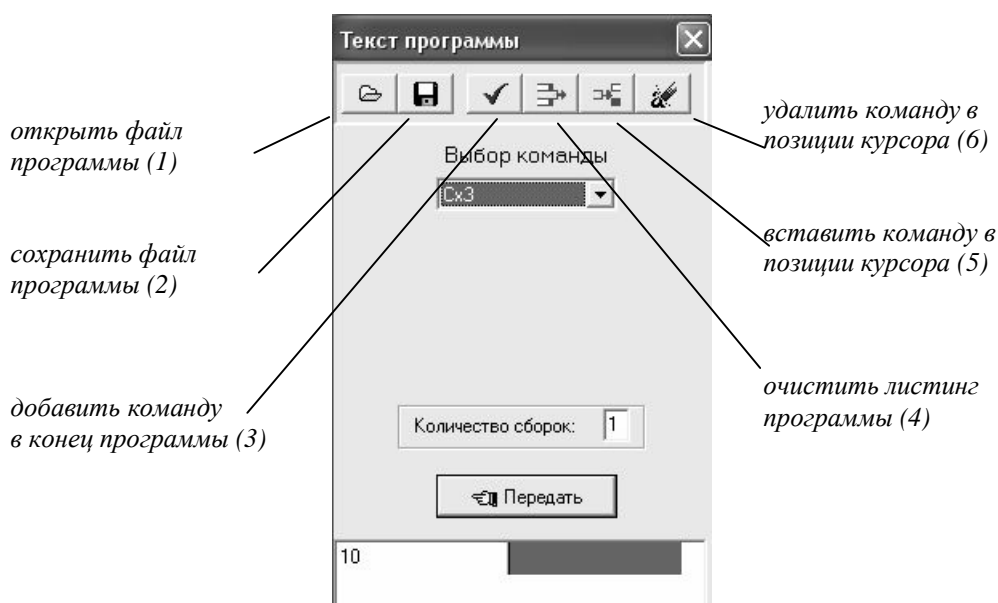 Текст программы
открыть файл
программы (1)
удалить команду в
позиции курсора (6)
Выбор команды
Сх3
сохранить файл
программы (2)
вставить команду в
позиции курсора (5)
добавить команду
в конец программы (3)
очистить листинг
программы (4)
Количество сборок: 1
Передать
10